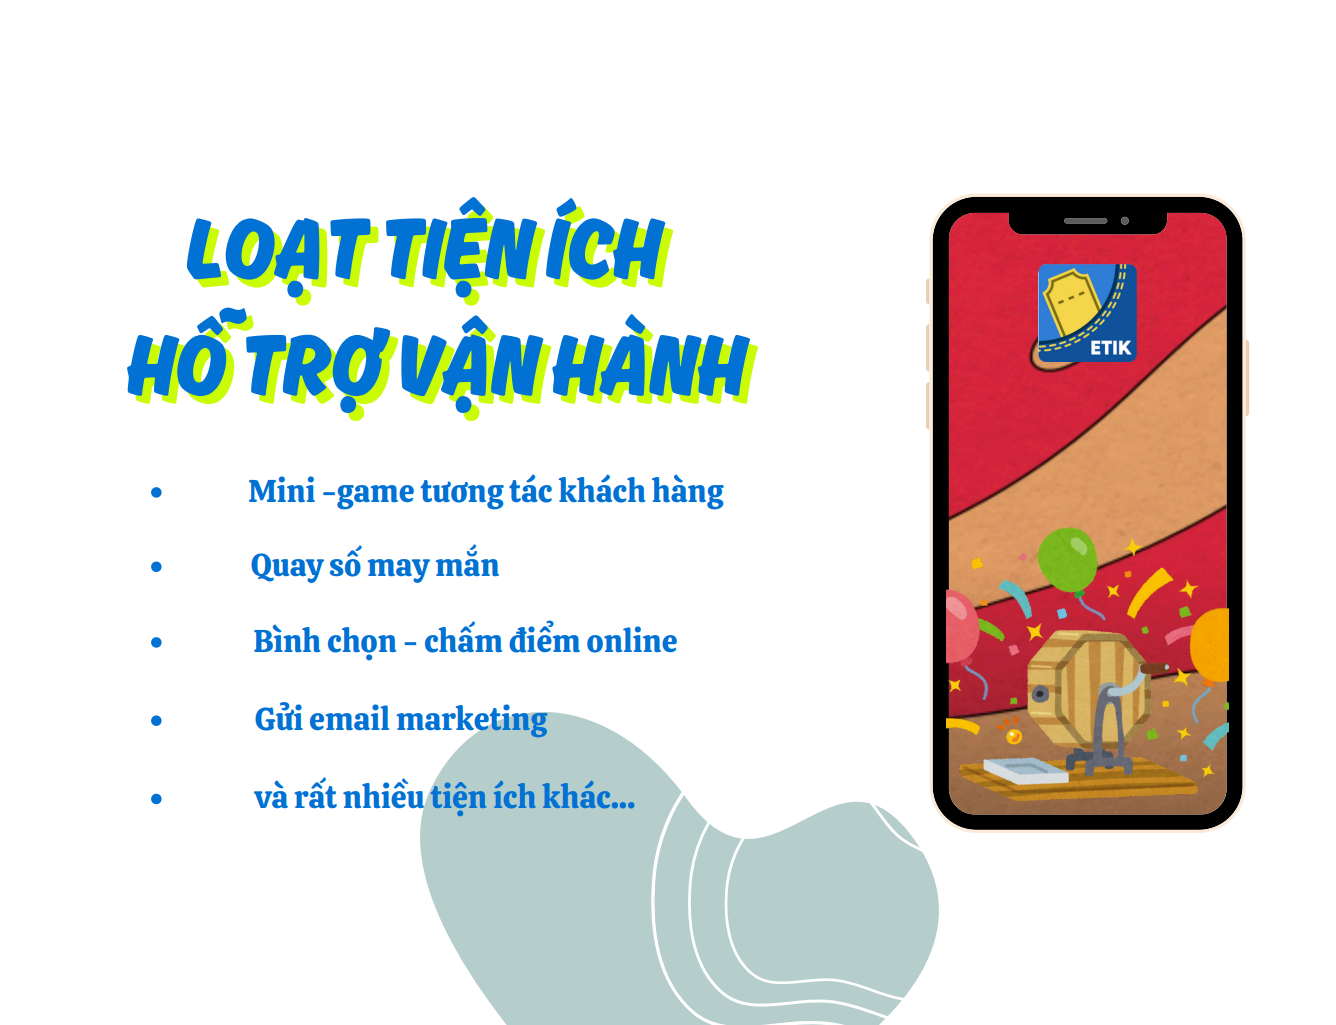 LOẠT TIỆN ÍCH
HỖ TRỢ VẬN HÀNH
• Mini -game tương tác khách hàng
• Quay số may mắn
• Bình chọn - chấm điểm online
• Gửi email marketing
• và rất nhiều tiện ích khác...
ETIK